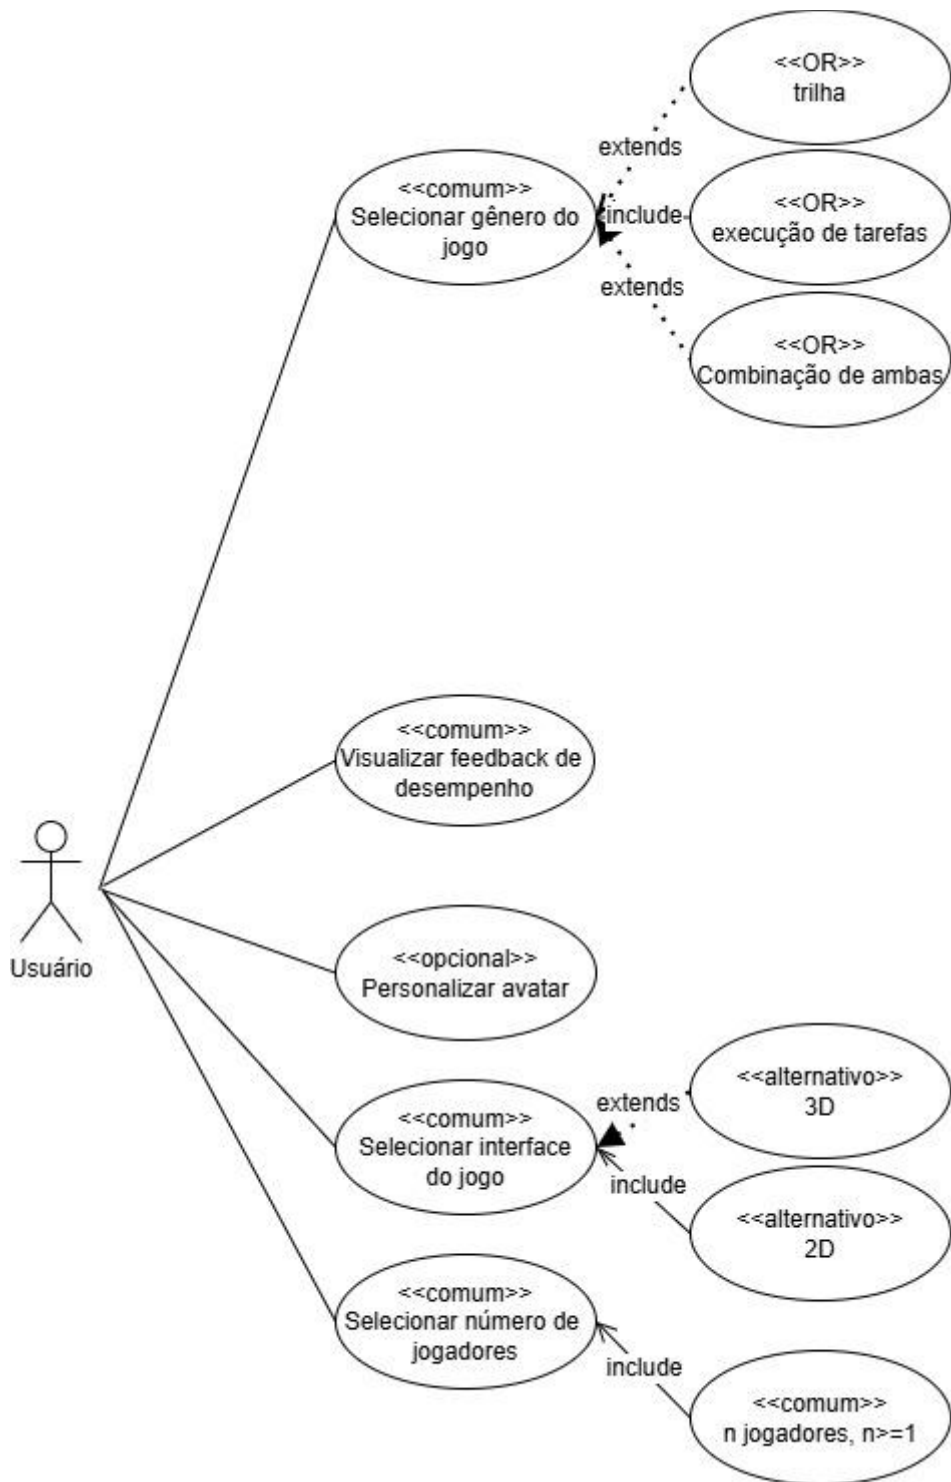 <<OR>>
trilha
extends
<<comum>>
Selecionar gênero do
jogo
include
<<OR>>
execução de tarefas
extends
<<OR>>
Combinação de ambas
<<comum>>
Visualizar feedback de
desempenho
Usuário
<<opcional>>
Personalizar avatar
<<alternativo>>
3D
extends
<<comum>>
Selecionar interface
do jogo
include
<<alternativo>>
2D
<<comum>>
Selecionar número de
jogadores
include
<<comum>>
n jogadores, n>=1